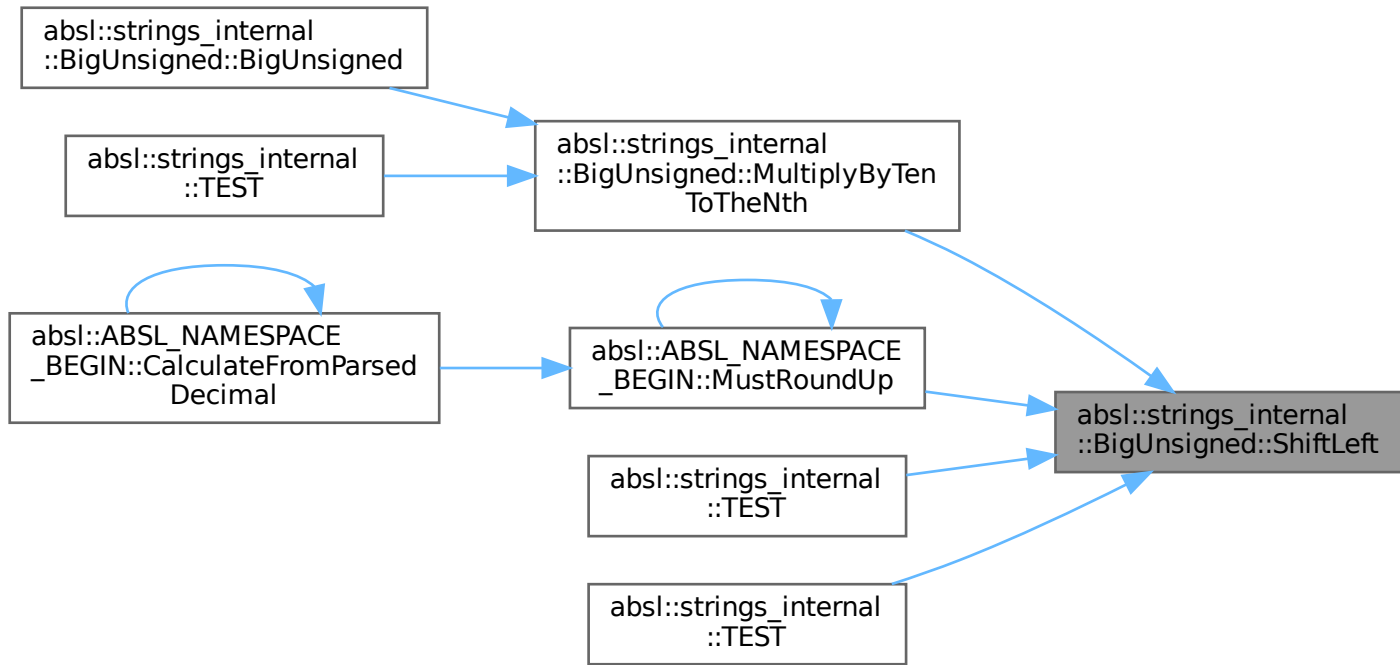 absl::strings_internal
::BigUnsigned::BigUnsigned
absl::strings_internal
::TEST
absl::strings_internal
::BigUnsigned::MultiplyByTen
ToTheNth
absl::ABSL_NAMESPACE
_BEGIN::CalculateFromParsed
Decimal
absl::ABSL_NAMESPACE
_BEGIN::MustRoundUp
absl::strings_internal
::BigUnsigned::ShiftLeft
absl::strings_internal
::TEST
absl::strings_internal
::TEST